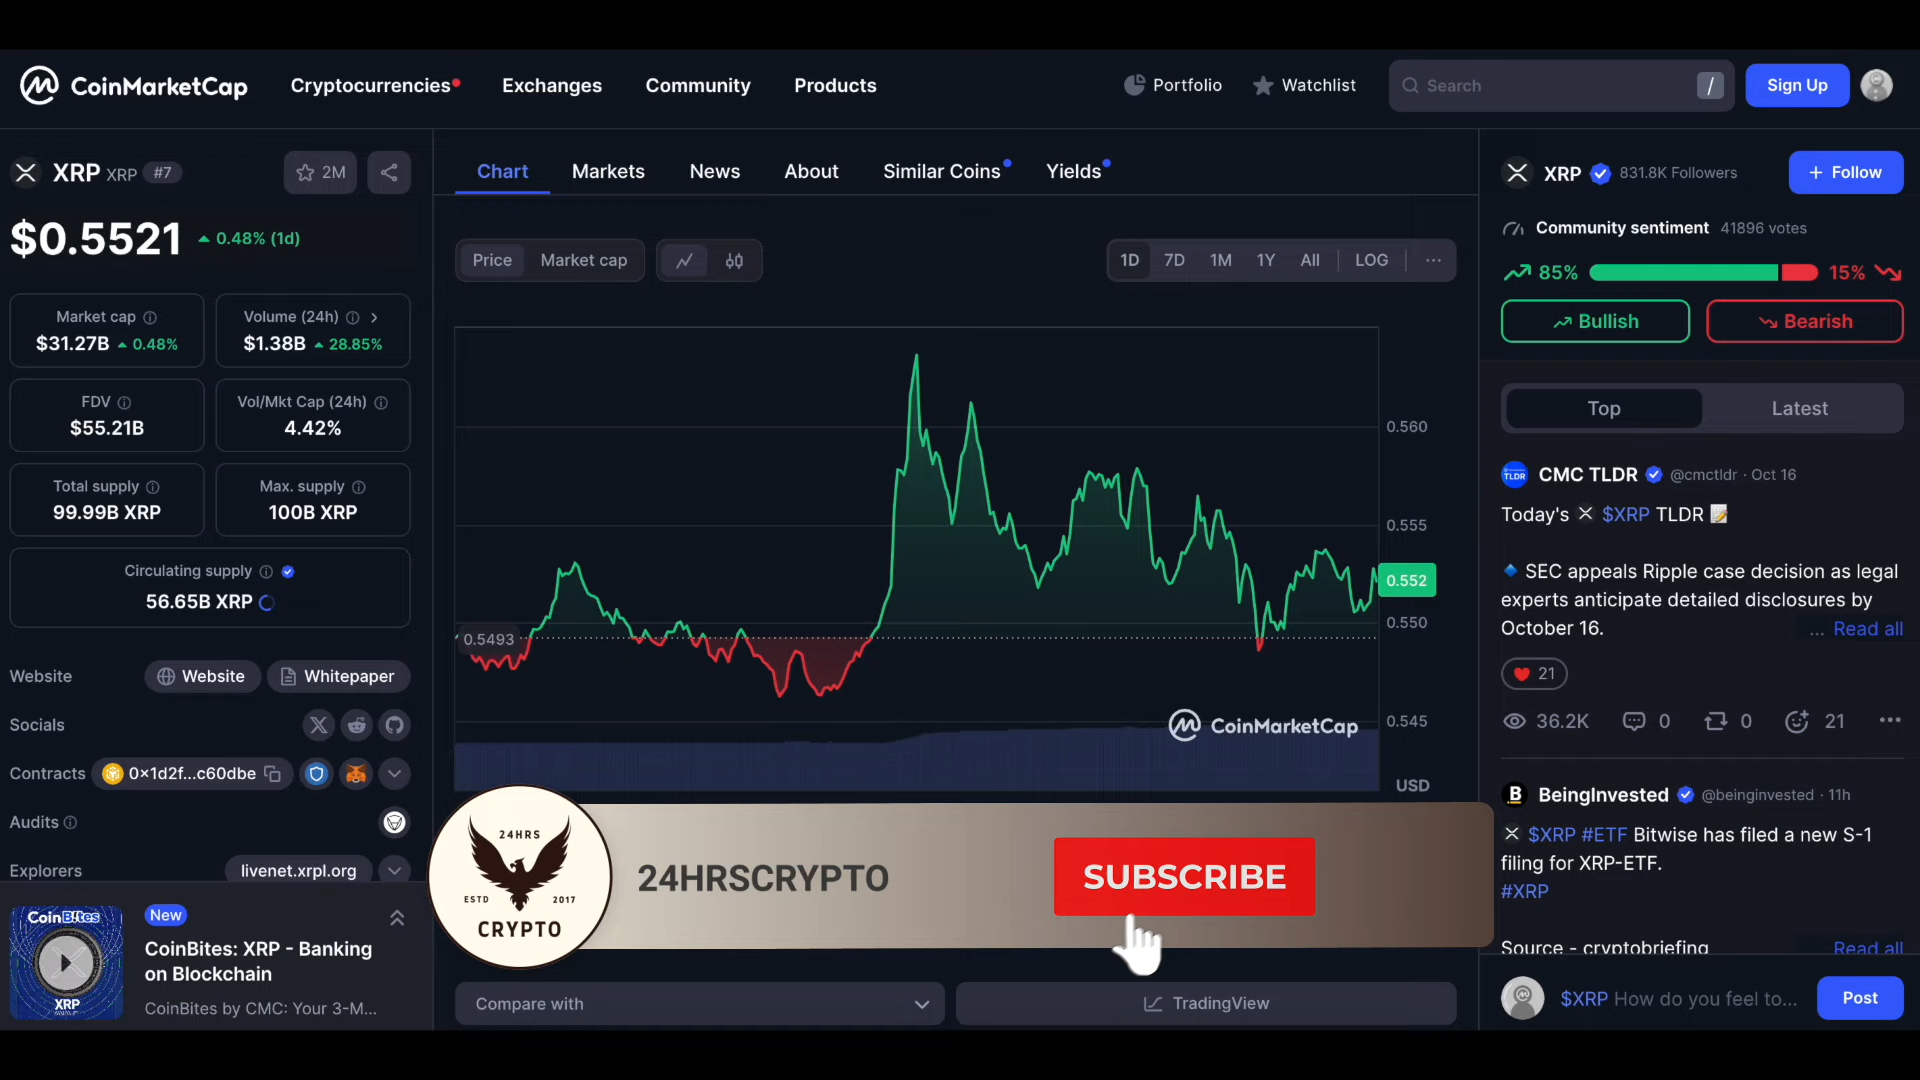 CoinMarketCap Cryptocurrencies Exchanges Community Products Portfolio Watchlist Search / Sign Up
XRP XRP #7 2M
$0.5521 0.48% (1d)
Market cap Volume (24h)
$31.27B 0.48% $1.38B 28.85%
FDV Vol/Mkt Cap (24h)
$55.21B 4.42%
Total supply Max. supply
99.99B XRP 100B XRP
Circulating supply
56.65B XRP
Website Website Whitepaper
Socials
Contracts 0x1d2f...c60dbe
Audits
Explorers livenet.xrpl.org
CoinBites
XRP
New
CoinBites: XRP - Banking
on Blockchain
CoinBites by CMC: Your 3-M...
Chart Markets News About Similar Coins Yields
Price Market cap 1D 7D 1M 1Y All LOG ...
0.560
0.555
0.552
0.550
0.5493
0.545
CoinMarketCap
USD
24HRS
ESTD 2017
CRYPTO
24HRSCRYPTO
SUBSCRIBE
Compare with TradingView
XRP 831.8K Followers + Follow
Community sentiment 41896 votes
85% 15%
Bullish Bearish
Top Latest
TLDR
CMC TLDR @cmctldr · Oct 16
Today's $XRP TLDR
SEC appeals Ripple case decision as legal
experts anticipate detailed disclosures by
October 16. ... Read all
21
36.2K 0 0 21
B
BeingInvested @beinginvested · 11h
$XRP #ETF Bitwise has filed a new S-1
filing for XRP-ETF.
#XRP
Source - cryptobriefing Read all
$XRP How do you feel to... Post